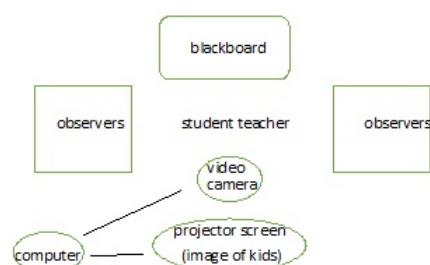 blackboard
observers
student teacher
observers
video
camera
projector screen
(image of kids)
computer